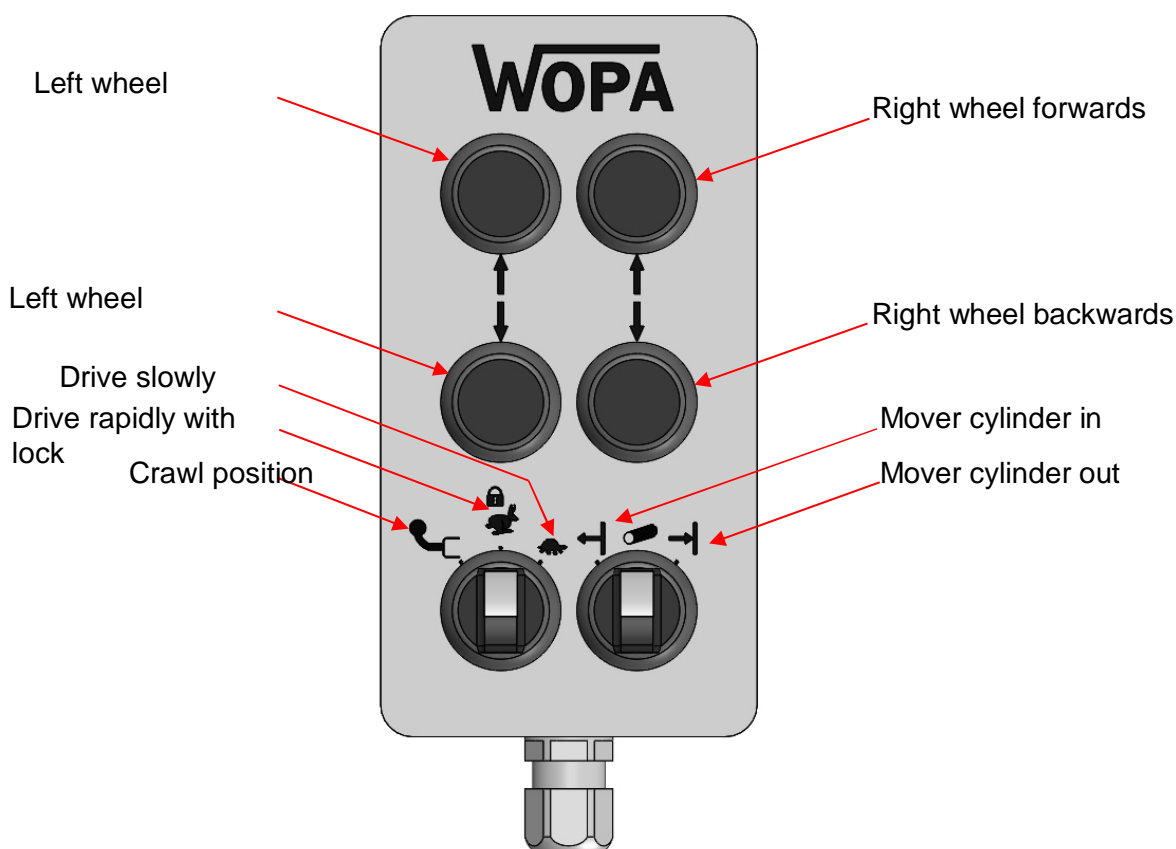 WOPA
Left wheel
Right wheel forwards
Left wheel
Right wheel backwards
Drive slowly
Drive rapidly with
lock
Crawl position
Mover cylinder in
Mover cylinder out